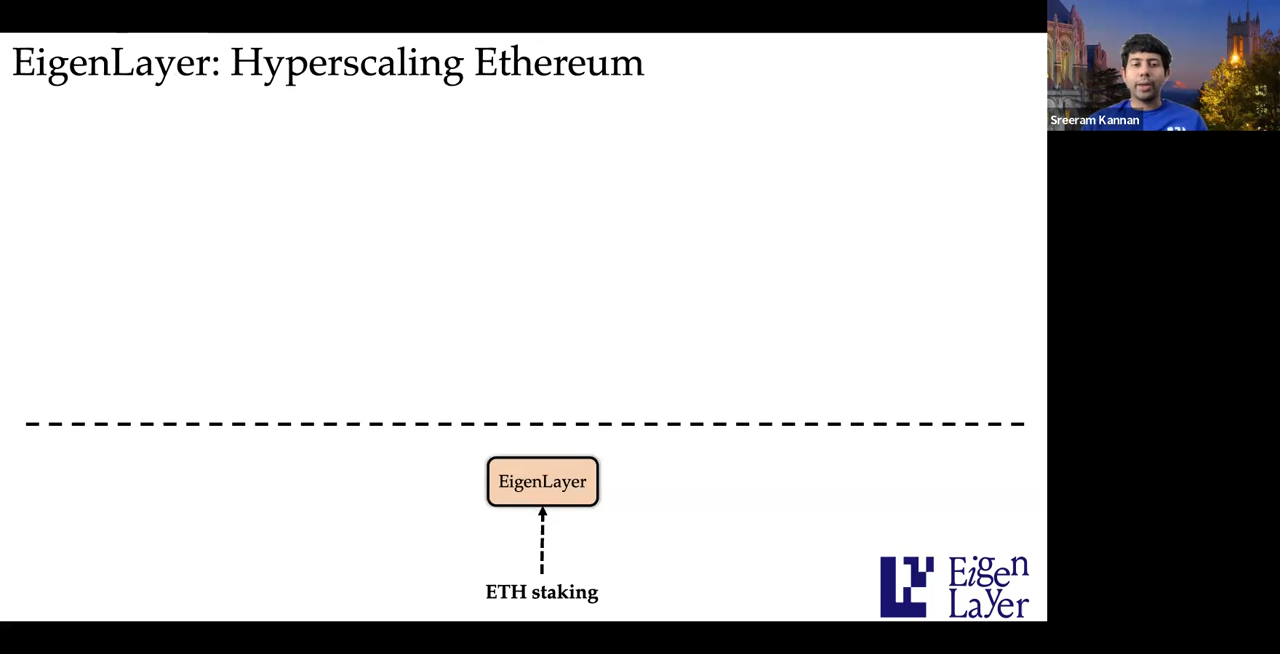 EigenLayer: Hyperscaling Ethereum
Sreeram Kannan
EigenLayer
ETH staking
Eigen
Layer